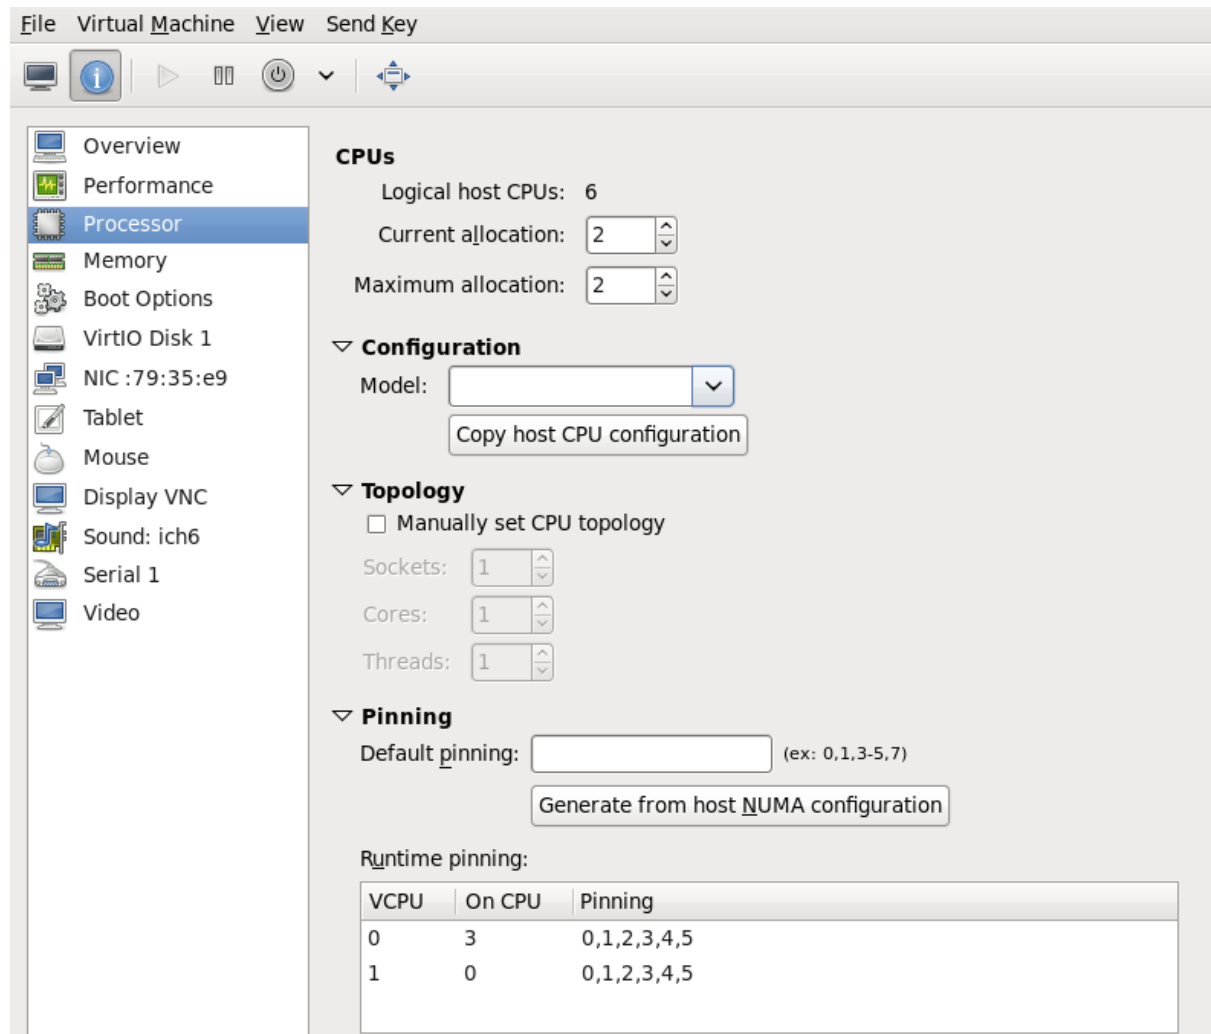 File Virtual Machine View Send Key
Overview
Performance
Processor
Memory
Boot Options
VirtIO Disk 1
NIC :79:35:e9
Tablet
Mouse
Display VNC
Sound: ich6
Serial 1
Video
CPUs
Logical host CPUs: 6
Current allocation: 2
Maximum allocation: 2
Configuration
Model:
Copy host CPU configuration
Topology
Manually set CPU topology
Sockets: 1
Cores: 1
Threads: 1
Pinning
Default pinning: (ex: 0,1,3-5,7)
Generate from host NUMA configuration
Runtime pinning:
VCPU On CPU Pinning
0 3 0,1,2,3,4,5
1 0 0,1,2,3,4,5